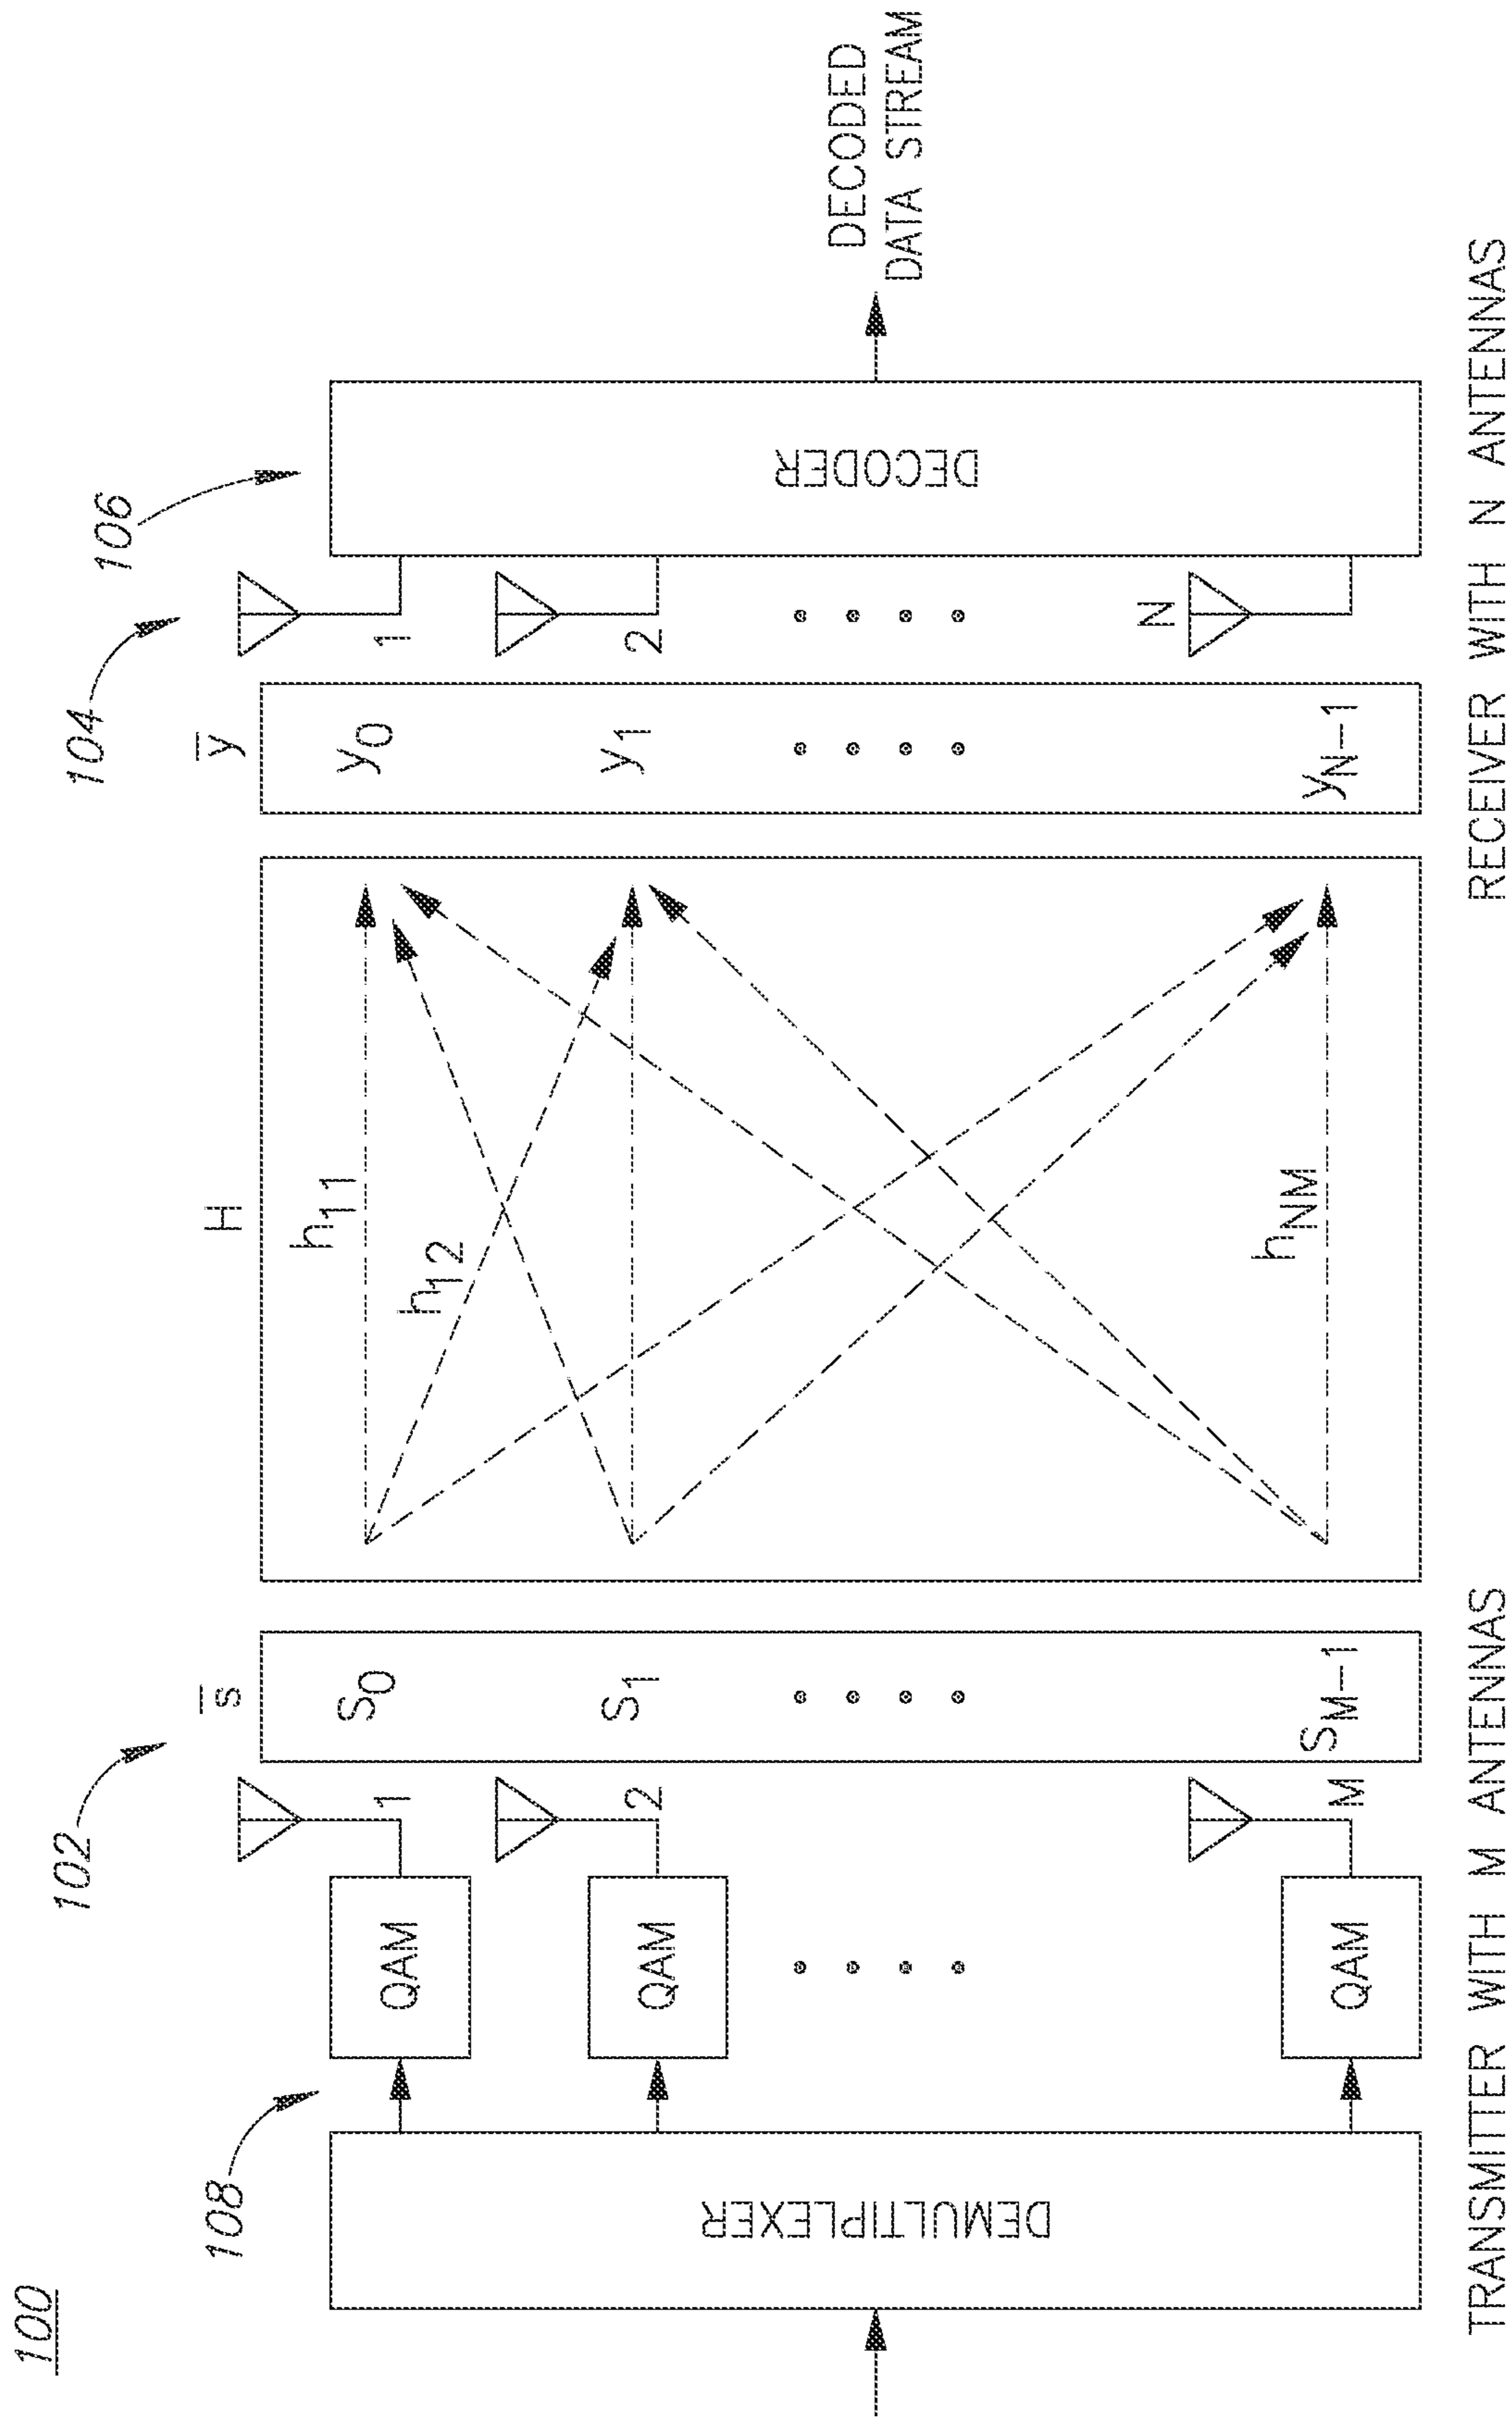 100
108
102
104
106
DEMULTIPLEXER
QAM
QAM
QAM
1
2
M
s̅
S0
S1
SM-1
H
h11
h12
hNM
y̅
y0
y1
yN-1
1
2
N
DECODER
DECODED
DATA STREAM
TRANSMITTER WITH M ANTENNAS
RECEIVER WITH N ANTENNAS